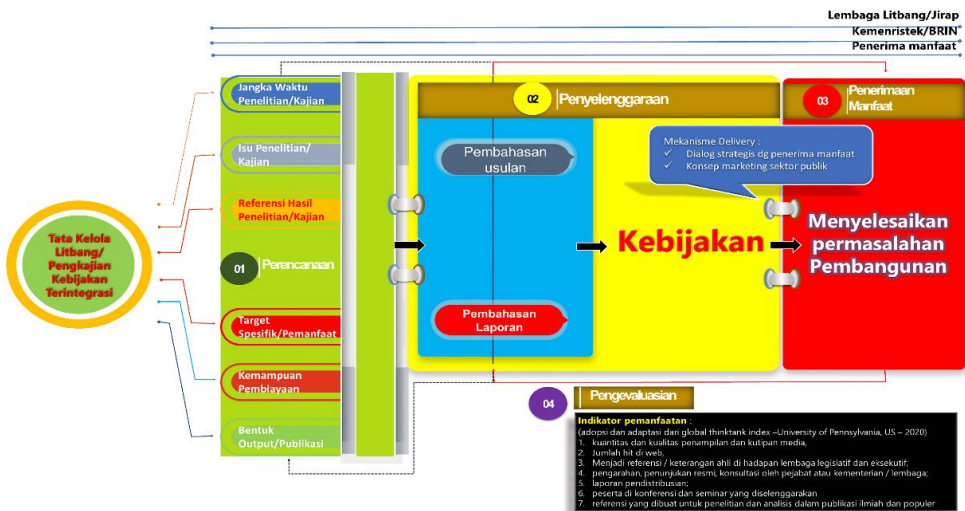 Lembaga Litbang/Jirap
Kemenristek/BRIN
Penerima manfaat
Tata Kelola
Litbang/
Pengkajian
Kebijakan
Terintegrasi
Jangka Waktu
Penelitian/Kajian
Isu Penelitian/
Kajian
Referensi Hasil
Penelitian/Kajian
01 Perencanaan
Target
Spesifik/Pemanfaat
Kemampuan
Pembiayaan
Bentuk
Output/Publikasi
02 Penyelenggaraan
Pembahasan
usulan
Pembahasan
Laporan
Kebijakan
Mekanisme Delivery :
✓ Dialog strategis dg penerima manfaat
✓ Konsep marketing sektor publik
03 Penerimaan
Manfaat
Menyelesaikan
permasalahan
Pembangunan
04 Pengevaluasian
Indikator pemanfaatan :
(adopsi dan adaptasi dari global thinktank index –University of Pennsylvania, US – 2020)
1. kuantitas dan kualitas penampilan dan kutipan media,
2. Jumlah hit di web,
3. Menjadi referensi / keterangan ahli di hadapan lembaga legislatif dan eksekutif;
4. pengarahan, penunjukan resmi, konsultasi oleh pejabat atau kementerian / lembaga;
5. laporan pendistribusian;
6. peserta di konferensi dan seminar yang diselenggarakan
7. referensi yang dibuat untuk penelitian dan analisis dalam publikasi ilmiah dan populer